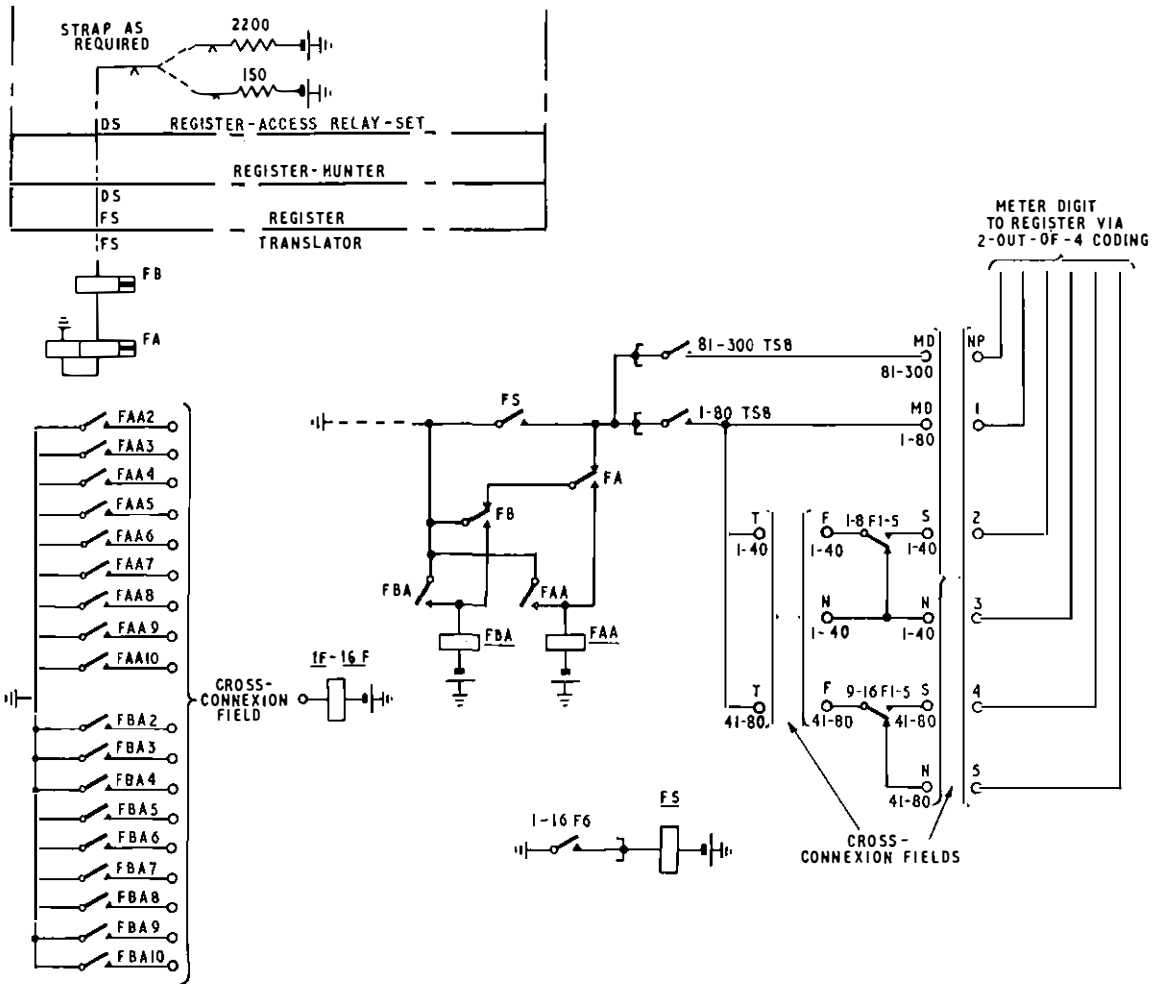 STRAP AS
REQUIRED
2200
150
DS
REGISTER-ACCESS RELAY-SET
REGISTER-HUNTER
DS
FS
REGISTER
FS
TRANSLATOR
FB
FA
FAA2
FAA3
FAA4
FAA5
FAA6
FAA7
FAA8
FAA9
FAA10
FBA2
FBA3
FBA4
FBA5
FBA6
FBA7
FBA8
FBA9
FBA10
CROSS-
CONNEXION
FIELD
1F-16F
FS
FA
FB
FBA
FAA
FBA
FAA
81-300 TS8
1-80 TS8
METER DIGIT
TO REGISTER VIA
2-OUT-OF-4 CODING
MD
81-300
NP
MD
1-80
1
T
1-40
F
1-40
1-8 F1-5
S
1-40
2
N
1-40
N
1-40
3
T
41-80
F
41-80
9-16 F1-5
S
41-80
4
N
41-80
5
CROSS-
CONNEXION FIELDS
1-16 F6
FS